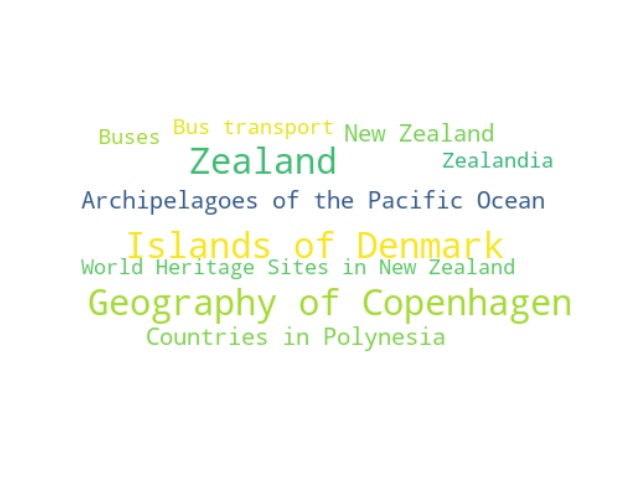 Buses
Bus transport
New Zealand
Zealand
Zealandia
Archipelagoes of the Pacific Ocean
Islands of Denmark
World Heritage Sites in New Zealand
Geography of Copenhagen
Countries in Polynesia